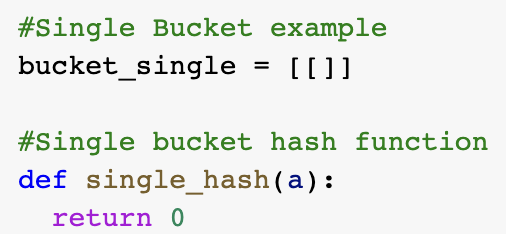 #Single Bucket example
bucket_single = [[]]
#Single bucket hash function
def single_hash(a):
  return 0